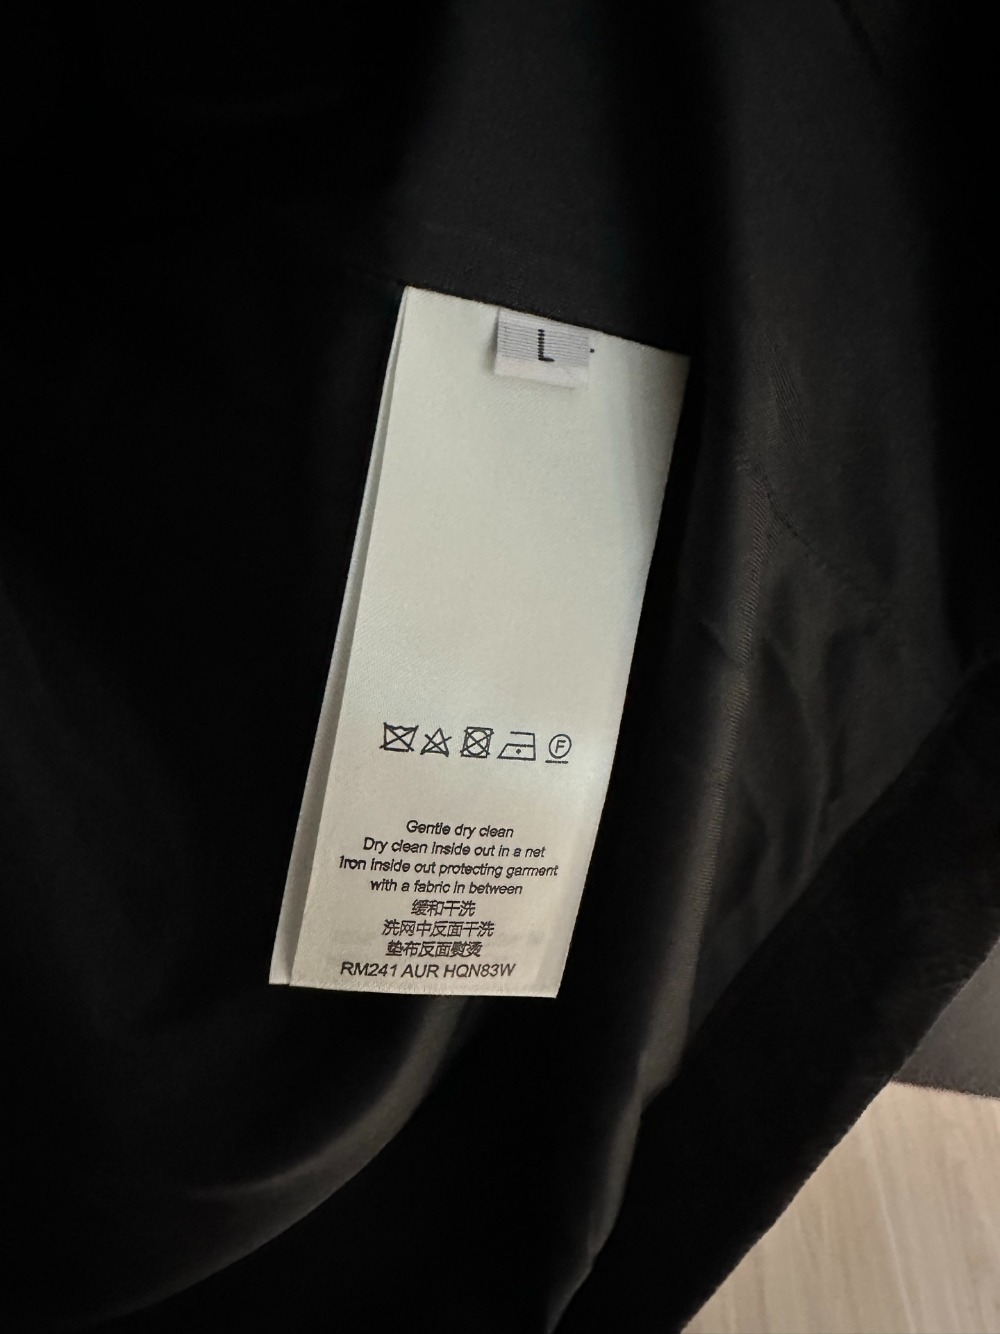 L
F
Gentle dry clean
Dry clean inside out in a net
Iron inside out protecting garment
with a fabric in between
缓和干洗
洗网中反面干洗
垫布反面熨烫
RM241 AUR HQN83W